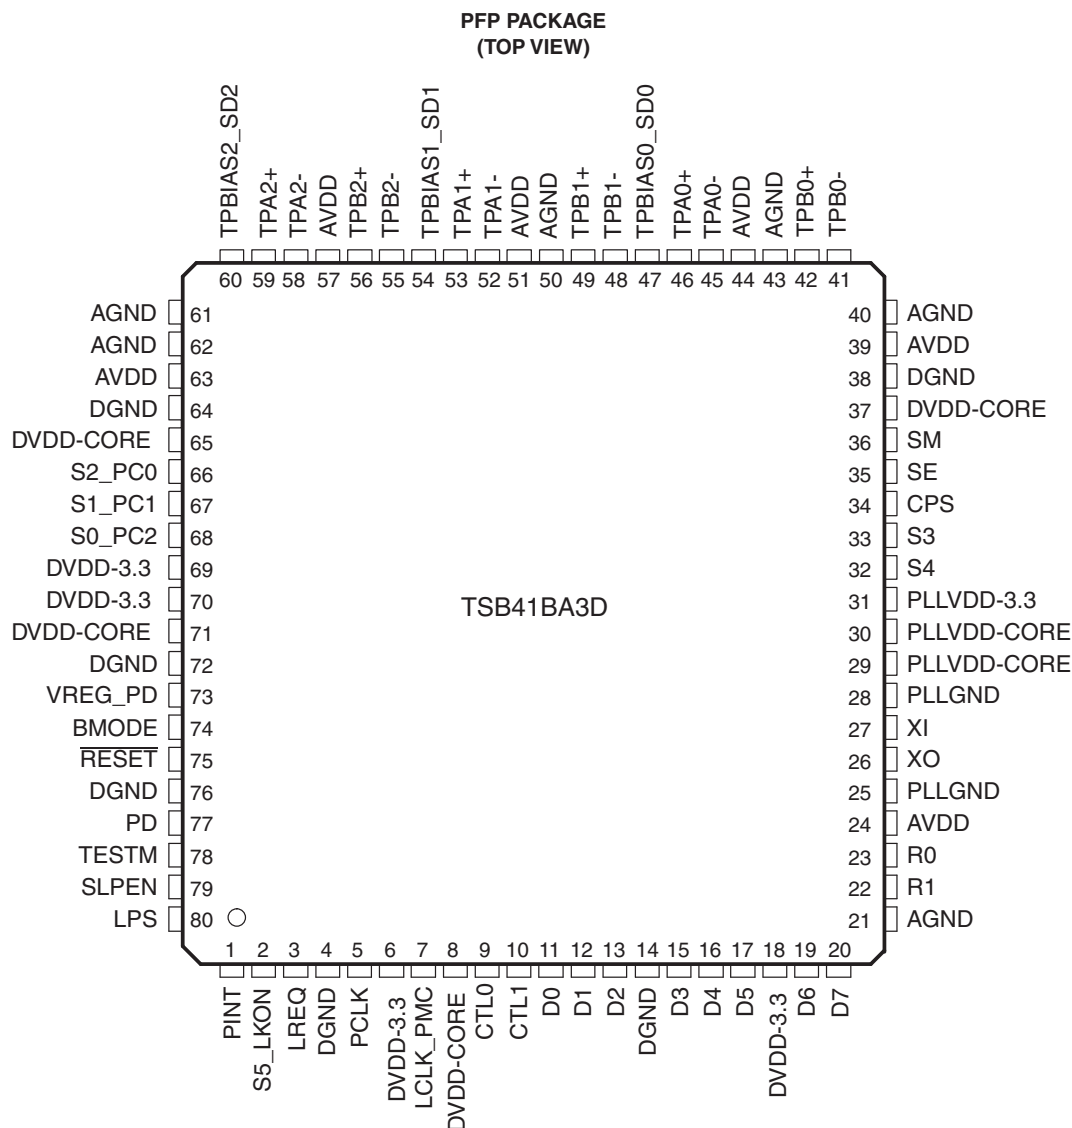 PFP PACKAGE
(TOP VIEW)
TPBIAS2_SD2
TPA2+
TPA2-
AVDD
TPB2+
TPB2-
TPBIAS1_SD1
TPA1+
TPA1-
AVDD
AGND
TPB1+
TPB1-
TPBIAS0_SD0
TPA0+
TPA0-
AVDD
AGND
TPB0+
TPB0-
60 59 58 57 56 55 54 53 52 51 50 49 48 47 46 45 44 43 42 41
AGND 61 40 AGND
AGND 62 39 AVDD
AVDD 63 38 DGND
DGND 64 37 DVDD-CORE
DVDD-CORE 65 36 SM
S2_PC0 66 35 SE
S1_PC1 67 34 CPS
S0_PC2 68 33 S3
DVDD-3.3 69 32 S4
DVDD-3.3 70 31 PLLVDD-3.3
TSB41BA3D
DVDD-CORE 71 30 PLLVDD-CORE
DGND 72 29 PLLVDD-CORE
VREG_PD 73 28 PLLGND
BMODE 74 27 XI
RESET 75 26 XO
DGND 76 25 PLLGND
PD 77 24 AVDD
TESTM 78 23 R0
SLPEN 79 22 R1
LPS 80 21 AGND
1 2 3 4 5 6 7 8 9 10 11 12 13 14 15 16 17 18 19 20
PINT
S5_LKON
LREQ
DGND
PCLK
DVDD-3.3
LCLK_PMC
DVDD-CORE
CTL0
CTL1
D0
D1
D2
DGND
D3
D4
D5
DVDD-3.3
D6
D7